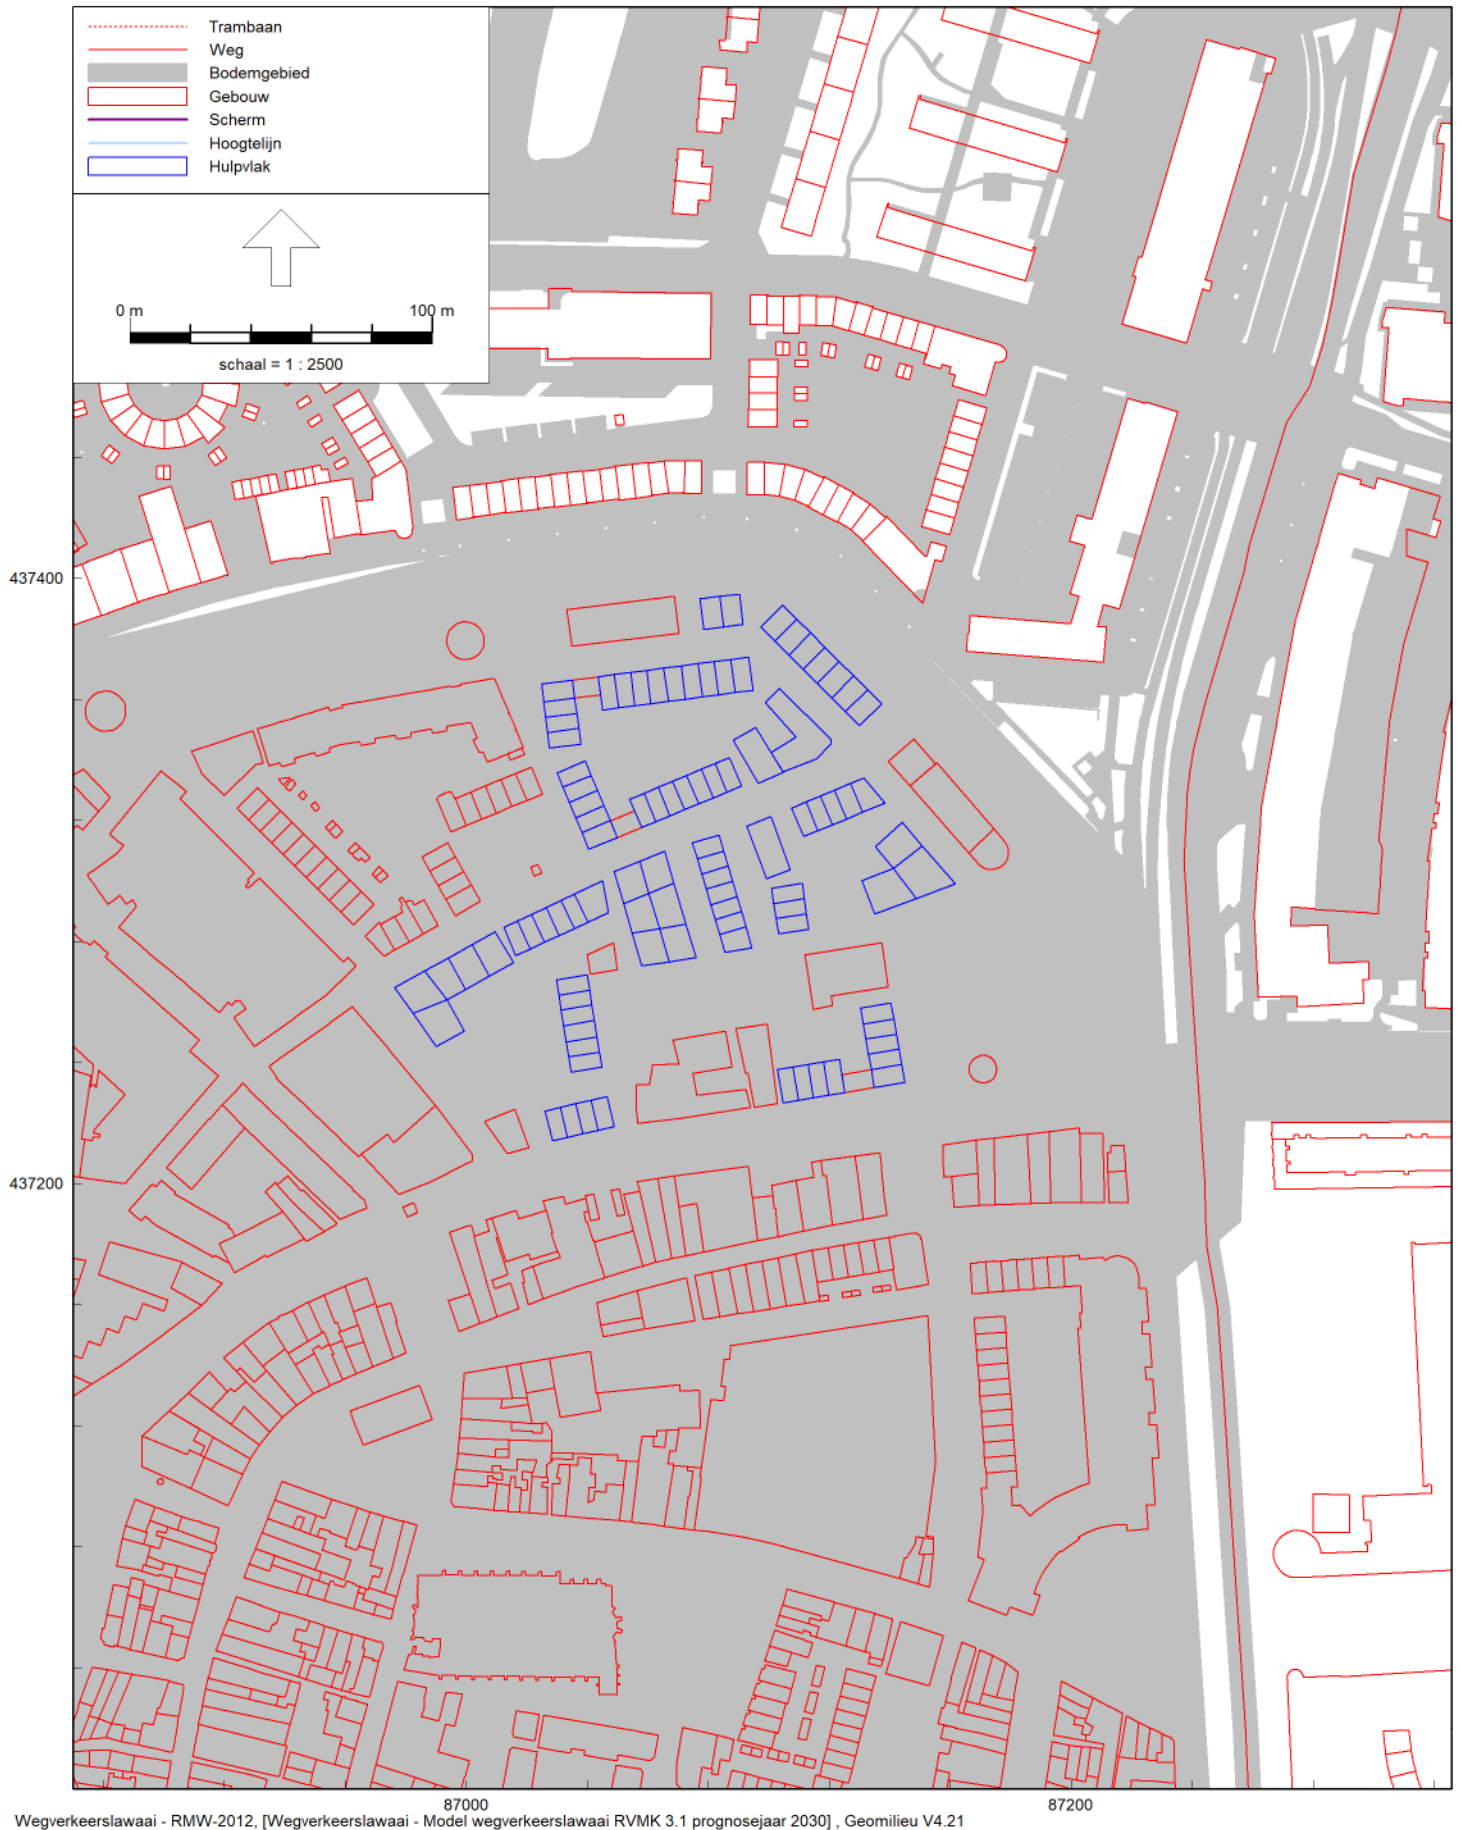 Trambaan
Weg
Bodemgebied
Gebouw
Scherm
Hoogtelijn
Hulpvlak
0 m 100 m
schaal = 1 : 2500
437400
437200
87000 87200
Wegverkeerslawaai - RMW-2012, [Wegverkeerslawaai - Model wegverkeerslawaai RVMK 3.1 prognosejaar 2030] , Geomilieu V4.21